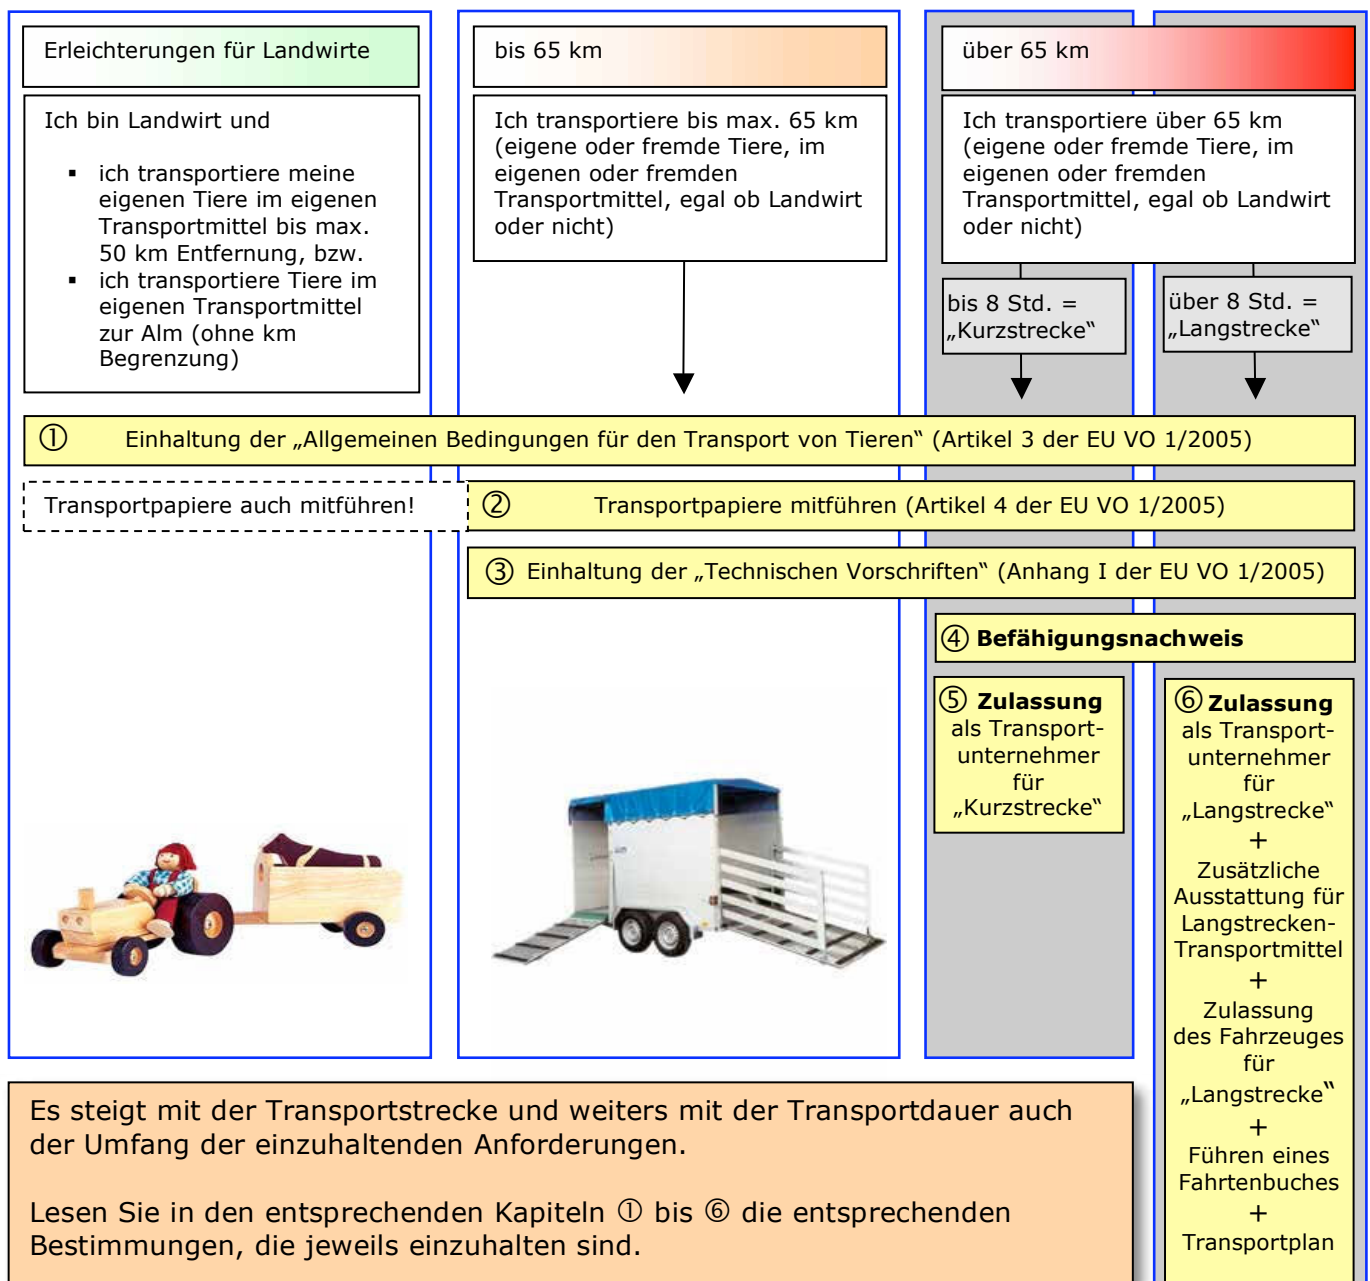 Erleichterungen für Landwirte
Ich bin Landwirt und
▪ ich transportiere meine
eigenen Tiere im eigenen
Transportmittel bis max.
50 km Entfernung, bzw.
▪ ich transportiere Tiere im
eigenen Transportmittel
zur Alm (ohne km
Begrenzung)
bis 65 km
Ich transportiere bis max. 65 km
(eigene oder fremde Tiere, im
eigenen oder fremden
Transportmittel, egal ob Landwirt
oder nicht)
über 65 km
Ich transportiere über 65 km
(eigene oder fremde Tiere, im
eigenen oder fremden
Transportmittel, egal ob Landwirt
oder nicht)
bis 8 Std. =
„Kurzstrecke“
über 8 Std. =
„Langstrecke“
① Einhaltung der „Allgemeinen Bedingungen für den Transport von Tieren“ (Artikel 3 der EU VO 1/2005)
Transportpapiere auch mitführen!
② Transportpapiere mitführen (Artikel 4 der EU VO 1/2005)
③ Einhaltung der „Technischen Vorschriften“ (Anhang I der EU VO 1/2005)
④ Befähigungsnachweis
⑤ Zulassung
als Transport-
unternehmer
für
„Kurzstrecke“
⑥ Zulassung
als Transport-
unternehmer
für
„Langstrecke“
+
Zusätzliche
Ausstattung für
Langstrecken-
Transportmittel
+
Zulassung
des Fahrzeuges
für
„Langstrecke“
+
Führen eines
Fahrtenbuches
+
Transportplan
Es steigt mit der Transportstrecke und weiters mit der Transportdauer auch
der Umfang der einzuhaltenden Anforderungen.
Lesen Sie in den entsprechenden Kapiteln ① bis ⑥ die entsprechenden
Bestimmungen, die jeweils einzuhalten sind.